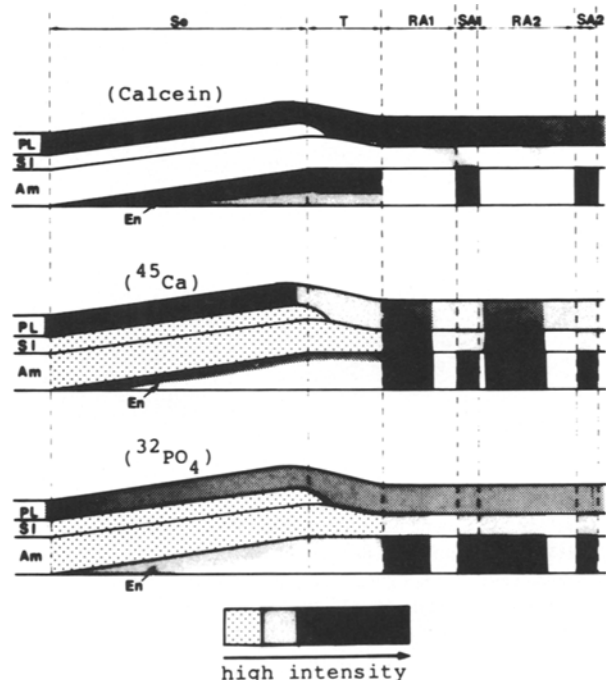 Se T RA1 SA1 RA2 SA2
(Calcein)
PL
SI
Am
En
(45Ca)
PL
SI
Am
En
(32PO4)
PL
SI
Am
En
high intensity